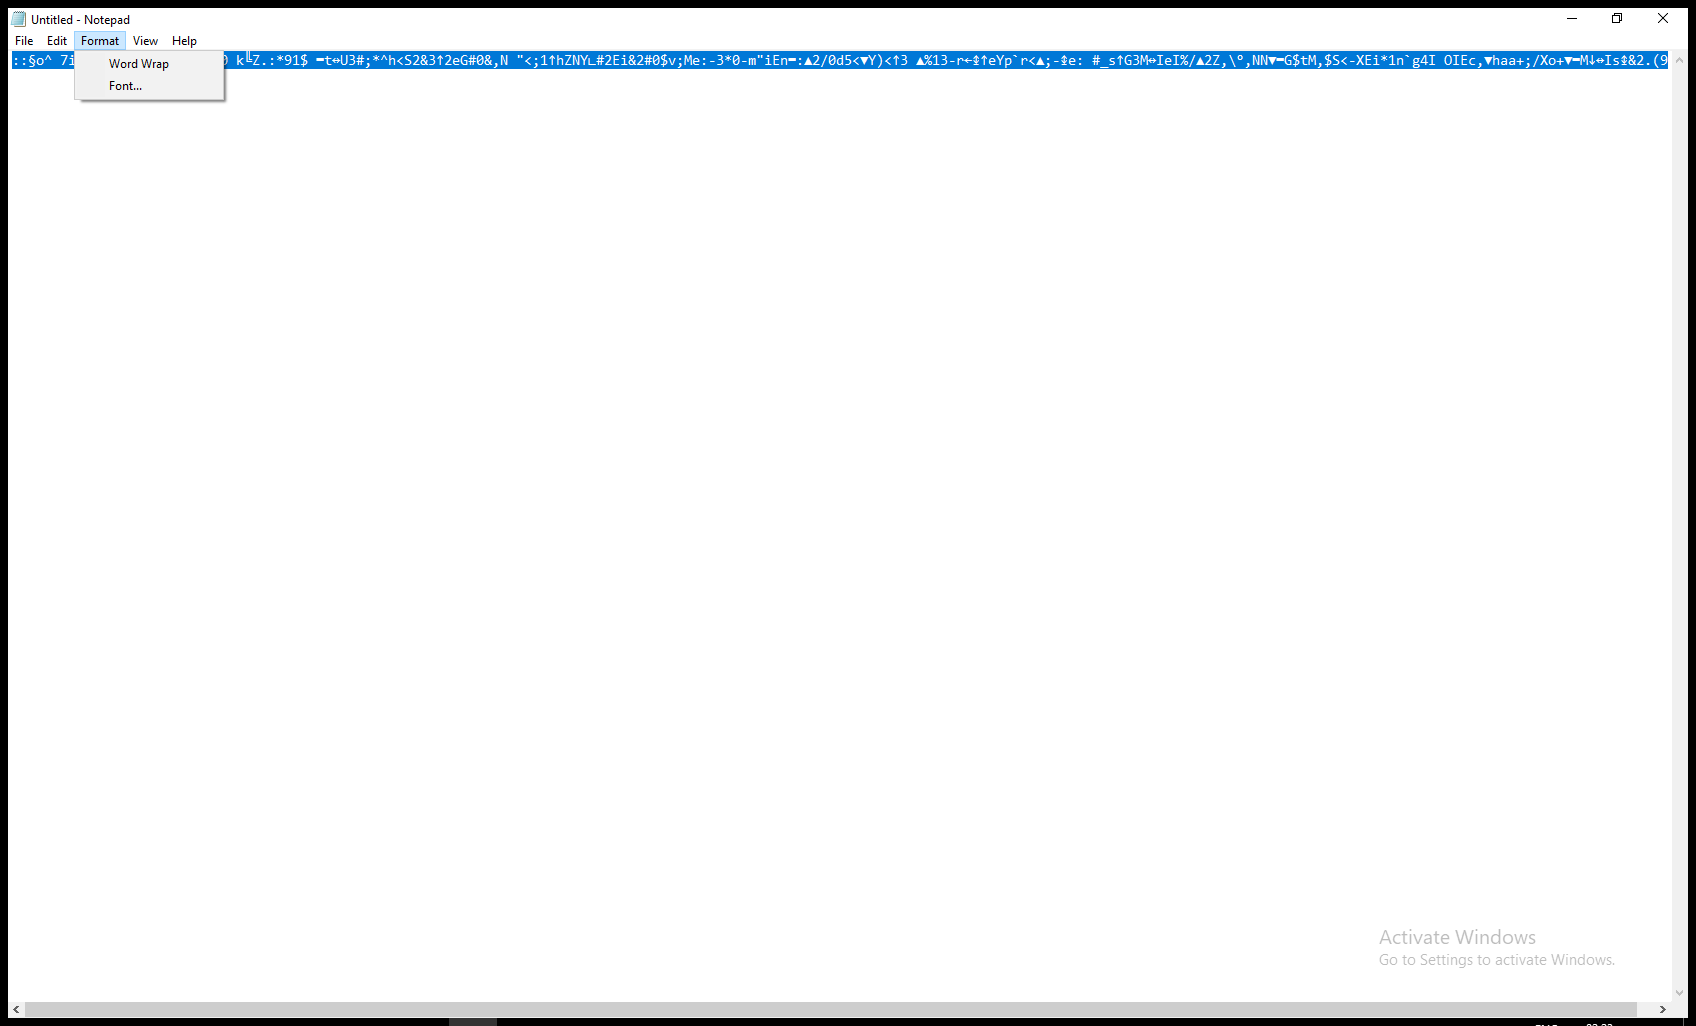 Untitled - Notepad
File Edit Format View Help
::§o^ 7i k╚Z.:*91$ ▬t↔U3#;*^h<S2&3↑2eG#0&,N "<;1↑hZNY∟#2Ei&2#0$v;Me:-3*0-m"iEn▬:▲2/0d5<▼Y)<↑3 ▲%13-r←↨↑eYp`r<▲;-↨e: #_s↑G3M↔IeI%/▲2Z,\º,NN▼▬G$tM,$S<-XEi*1n`g4I OIEc,▼haa+;/Xo+▼▬M↓↔Is↨&2.(9
Word Wrap
Font...
Activate Windows
Go to Settings to activate Windows.